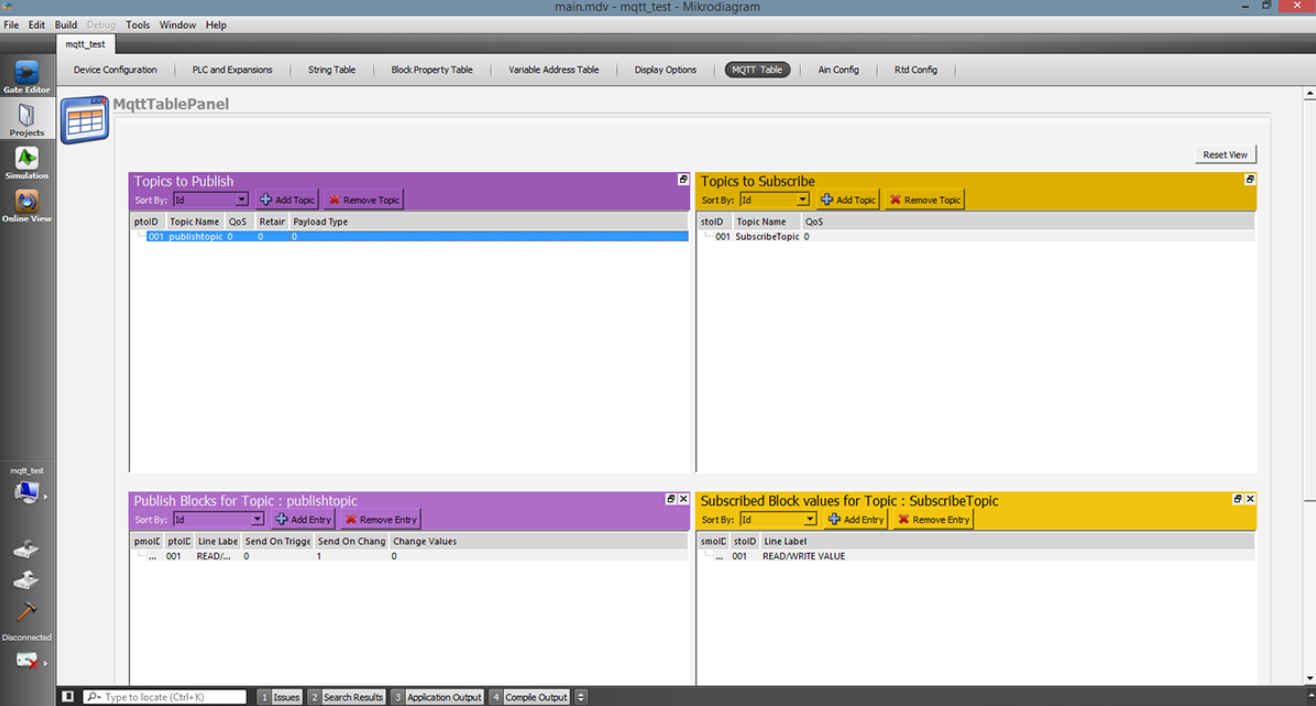 main.mdv - mqtt_test - Mikrodiagram
File Edit Build Debug Tools Window Help
mqtt_test
Device Configuration PLC and Expansions String Table Block Property Table Variable Address Table Display Options MQTT Table Ain Config Rtd Config
Gate Editor
Projects
Simulation
Online View
MqttTablePanel
Reset View
Topics to Publish
Sort By: Id Add Topic Remove Topic
ptoID Topic Name QoS Retair Payload Type
001 publishtopic 0 0 0
Topics to Subscribe
Sort By: Id Add Topic Remove Topic
stoID Topic Name QoS
001 SubscribeTopic 0
Publish Blocks for Topic : publishtopic
Sort By: Id Add Entry Remove Entry
pmoIC ptoIC Line Labe Send On Trigge Send On Chang Change Values
... 001 READ/... 0 1 0
Subscribed Block values for Topic : SubscribeTopic
Sort By: Id Add Entry Remove Entry
smoIC stoID Line Label
... 001 READ/WRITE VALUE
mqtt_test
Disconnected
Type to locate (Ctrl+K) 1 Issues 2 Search Results 3 Application Output 4 Compile Output